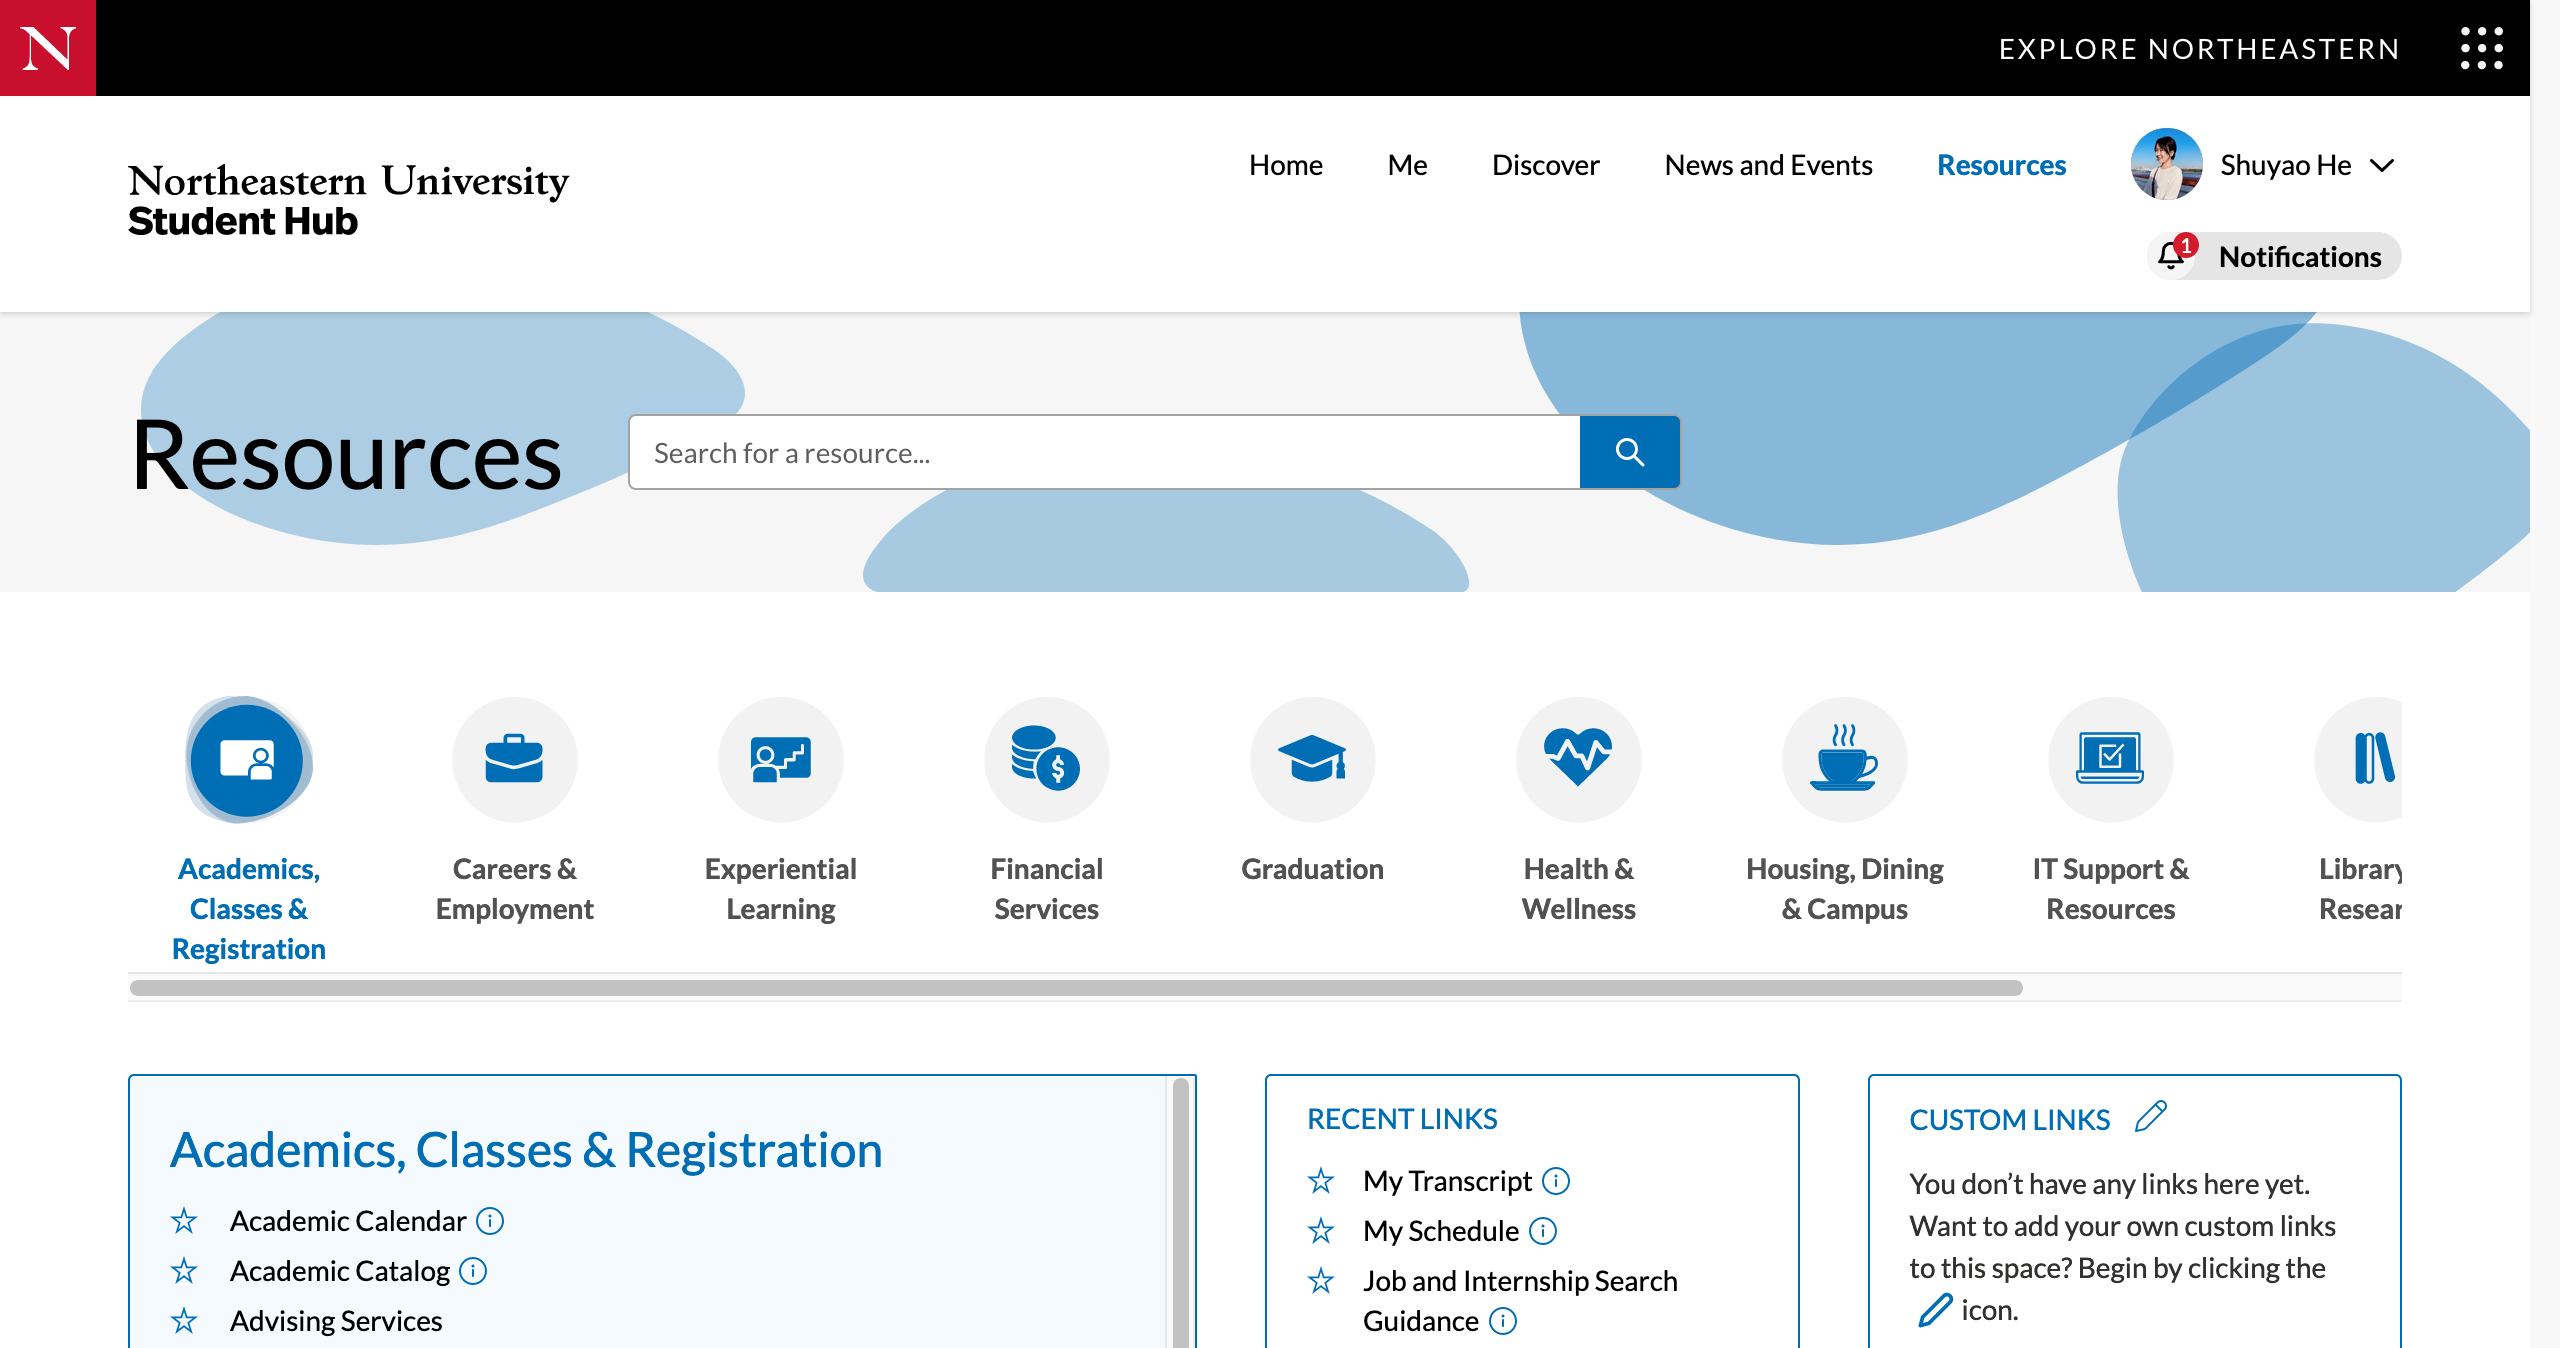 N
EXPLORE NORTHEASTERN
Northeastern University
Student Hub
Home
Me
Discover
News and Events
Resources
Shuyao He
1
Notifications
Resources
Search for a resource...
Academics,
Classes &
Registration
Careers &
Employment
Experiential
Learning
Financial
Services
Graduation
Health &
Wellness
Housing, Dining
& Campus
IT Support &
Resources
Library
Resear
Academics, Classes & Registration
Academic Calendar
Academic Catalog
Advising Services
RECENT LINKS
My Transcript
My Schedule
Job and Internship Search
Guidance
CUSTOM LINKS
You don’t have any links here yet.
Want to add your own custom links
to this space? Begin by clicking the
icon.